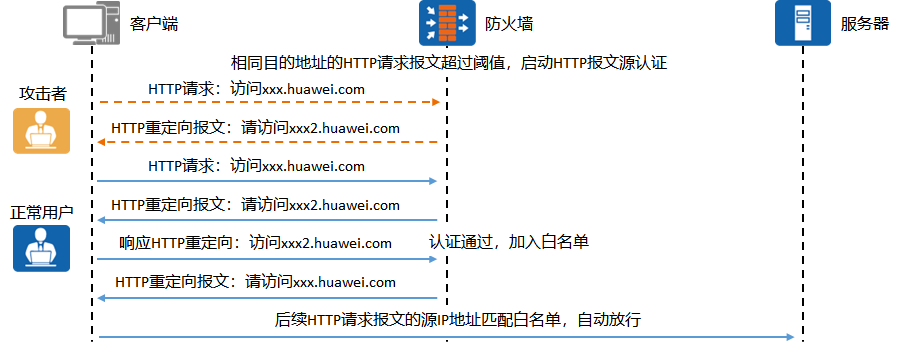 客户端
防火墙
服务器
相同目的地址的HTTP请求报文超过阈值，启动HTTP报文源认证
攻击者
HTTP请求：访问xxx.huawei.com
HTTP重定向报文：请访问xxx2.huawei.com
HTTP请求：访问xxx.huawei.com
正常用户
HTTP重定向报文：请访问xxx2.huawei.com
响应HTTP重定向：访问xxx2.huawei.com
认证通过，加入白名单
HTTP重定向报文：请访问xxx.huawei.com
后续HTTP请求报文的源IP地址匹配白名单，自动放行